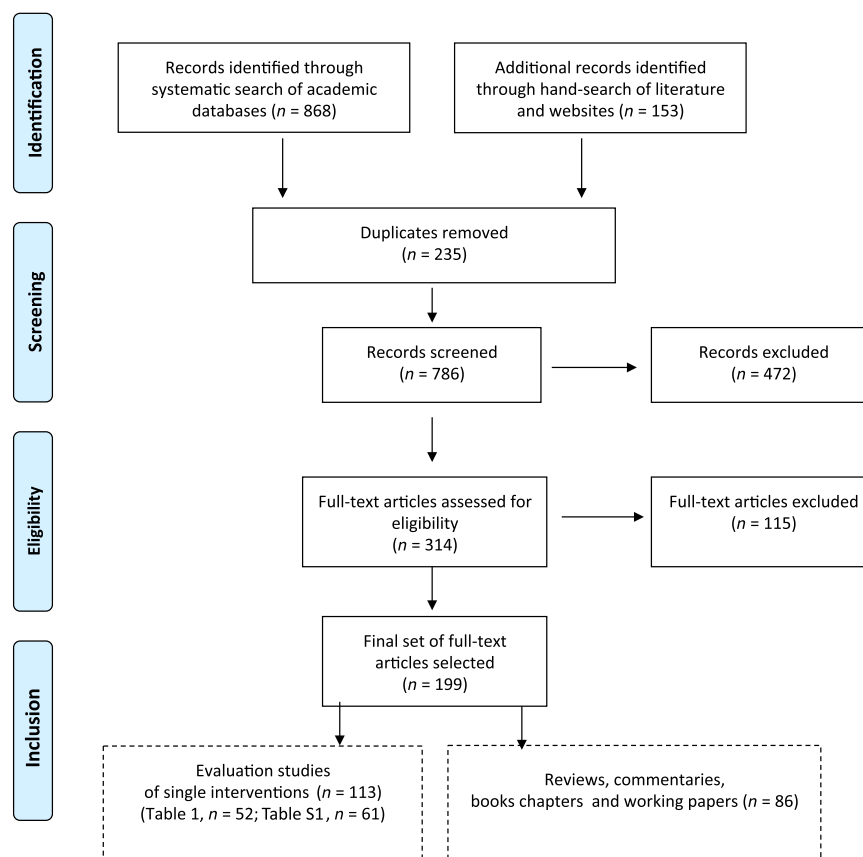 Identification
Records identified through
systematic search of academic
databases (n = 868)
Additional records identified
through hand-search of literature
and websites (n = 153)
Screening
Duplicates removed
(n = 235)
Records screened
(n = 786)
Records excluded
(n = 472)
Eligibility
Full-text articles assessed for
eligibility
(n = 314)
Full-text articles excluded
(n = 115)
Inclusion
Final set of full-text
articles selected
(n = 199)
Evaluation studies
of single interventions (n = 113)
(Table 1, n = 52; Table S1, n = 61)
Reviews, commentaries,
books chapters and working papers (n = 86)